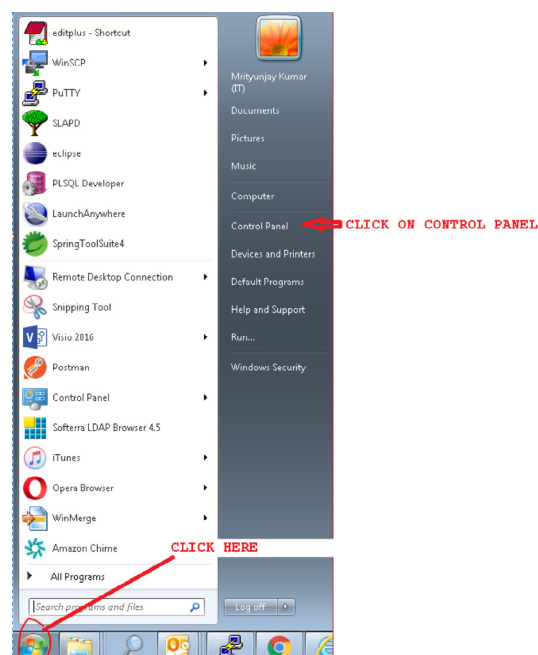 editplus - Shortcut
WinSCP
PuTTY
SLAPD
eclipse
PLSQL Developer
LaunchAnywhere
SpringToolSuite4
Remote Desktop Connection
Snipping Tool
Visio 2016
Postman
Control Panel
Softerra LDAP Browser 4.5
iTunes
Opera Browser
WinMerge
Amazon Chime
All Programs
Search programs and files
Mrityunjay Kumar
(IT)
Documents
Pictures
Music
Computer
Control Panel
Devices and Printers
Default Programs
Help and Support
Run...
Windows Security
Log off
CLICK ON CONTROL PANEL
CLICK HERE